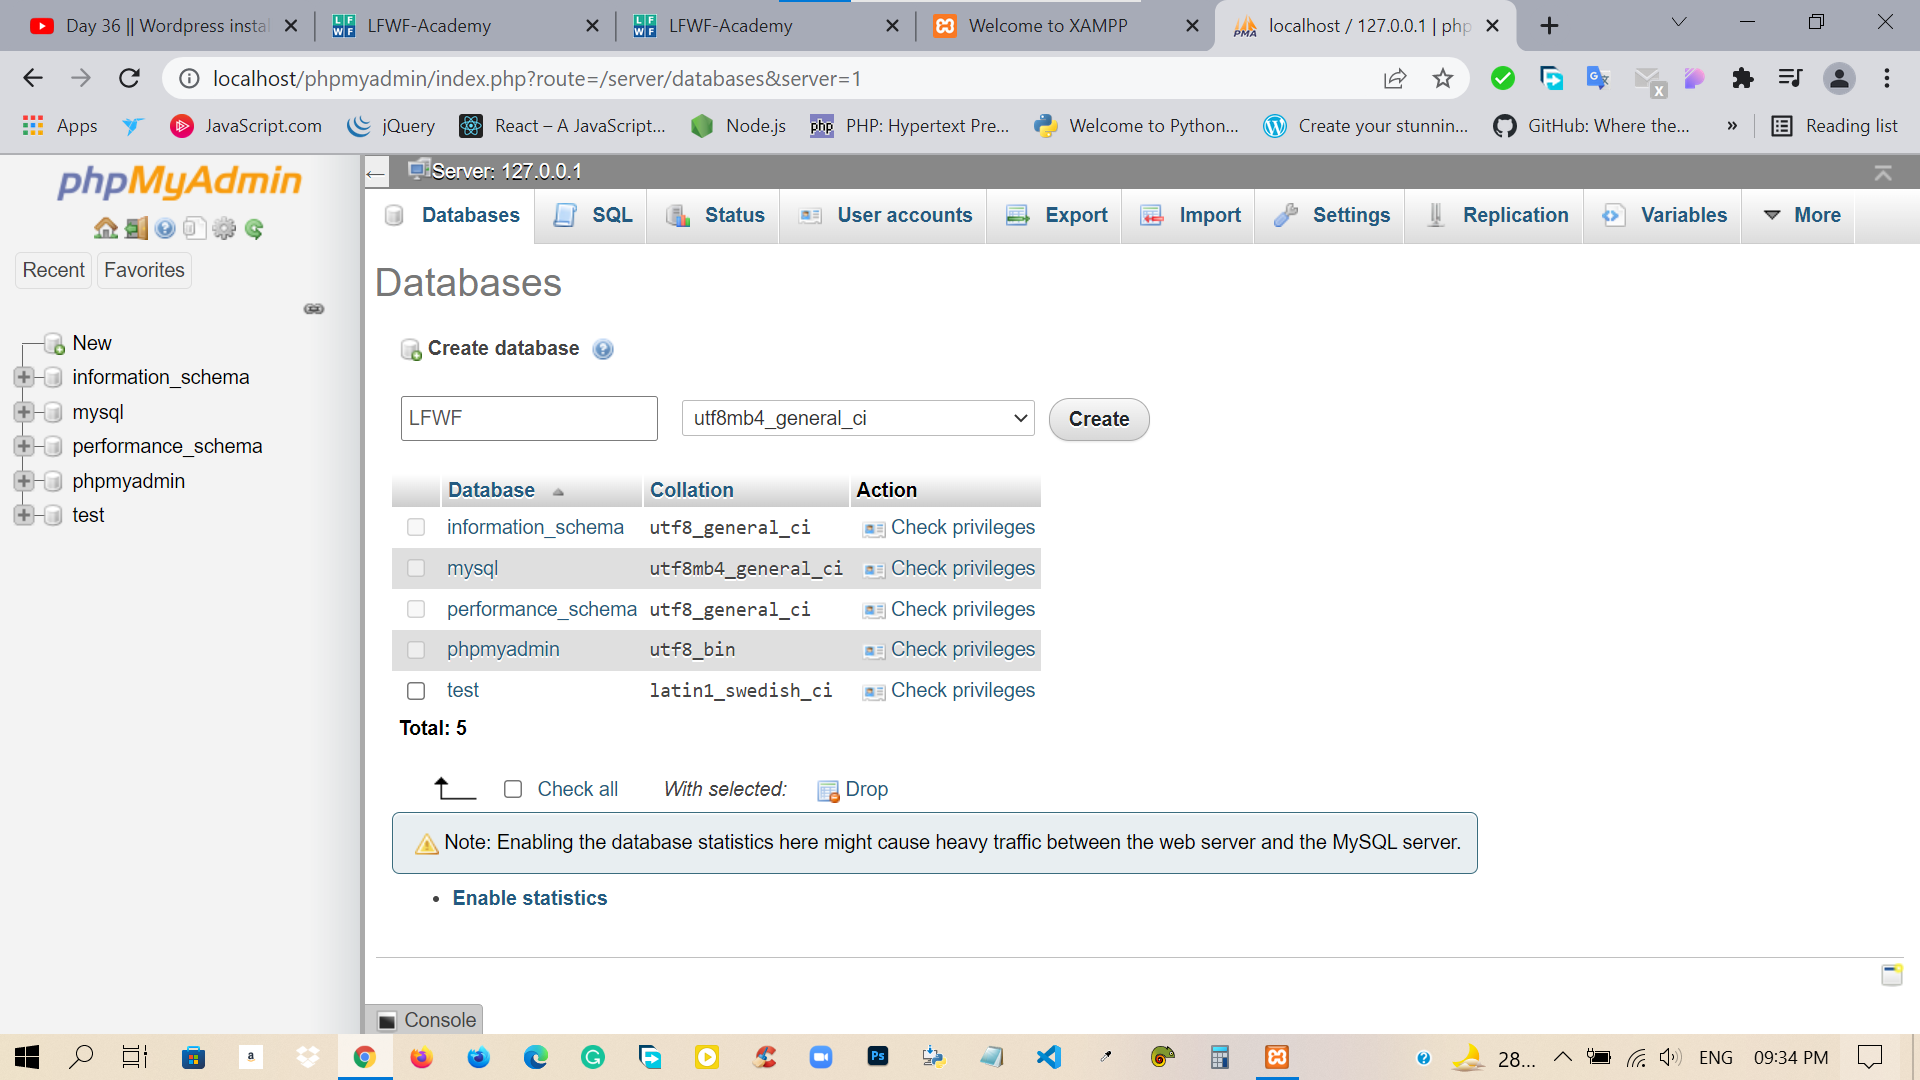 Day 36 || Wordpress instal
LFWF-Academy
LFWF-Academy
Welcome to XAMPP
localhost / 127.0.0.1 | php
localhost/phpmyadmin/index.php?route=/server/databases&server=1
Apps
JavaScript.com
jQuery
React – A JavaScript...
Node.js
php
PHP: Hypertext Pre...
Welcome to Python...
Create your stunnin...
GitHub: Where the...
»
Reading list
phpMyAdmin
Recent
Favorites
New
information_schema
mysql
performance_schema
phpmyadmin
test
Server: 127.0.0.1
Databases
SQL
Status
User accounts
Export
Import
Settings
Replication
Variables
More
Databases
Create database
LFWF
utf8mb4_general_ci
Create
Database Collation Action
information_schema utf8_general_ci Check privileges
mysql utf8mb4_general_ci Check privileges
performance_schema utf8_general_ci Check privileges
phpmyadmin utf8_bin Check privileges
test latin1_swedish_ci Check privileges
Total: 5
Check all With selected: Drop
Note: Enabling the database statistics here might cause heavy traffic between the web server and the MySQL server.
• Enable statistics
Console
28...
ENG
09:34 PM